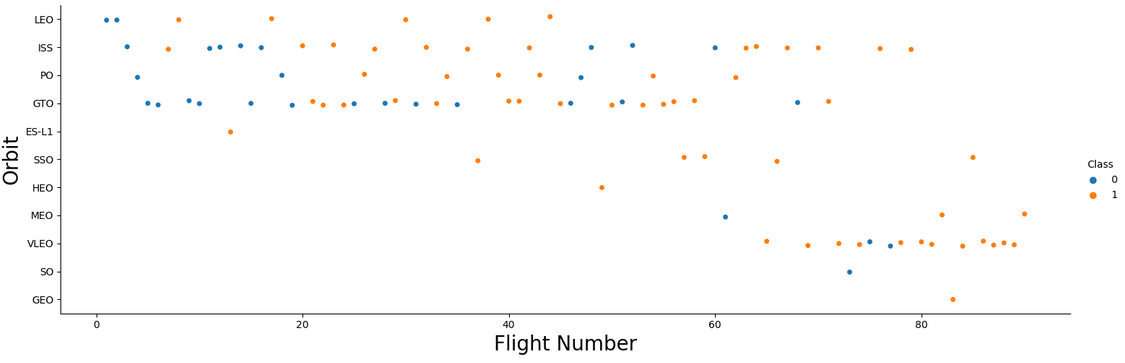 LEO
ISS
PO
GTO
ES-L1
SSO
HEO
MEO
VLEO
SO
GEO
Orbit
0 20 40 60 80
Flight Number
Class
0
1